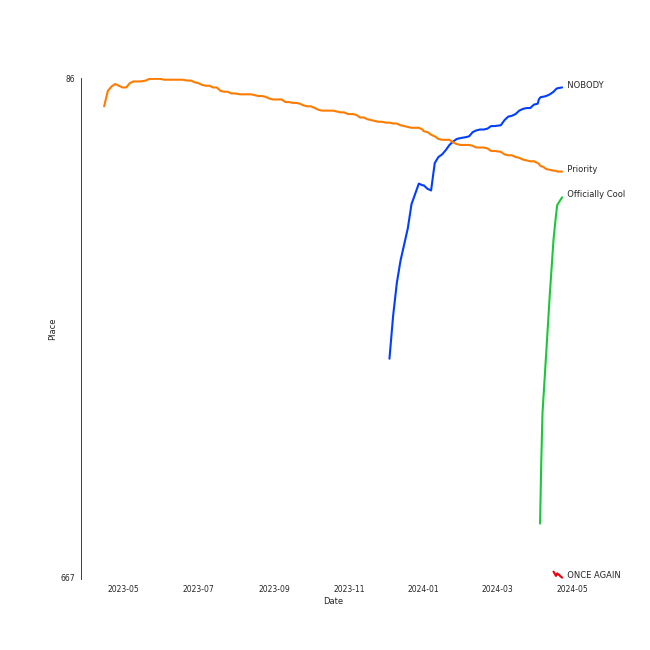 86
NOBODY
Priority
Officially Cool
Place
667
ONCE AGAIN
2023-05
2023-07
2023-09
2023-11
2024-01
2024-03
2024-05
Date